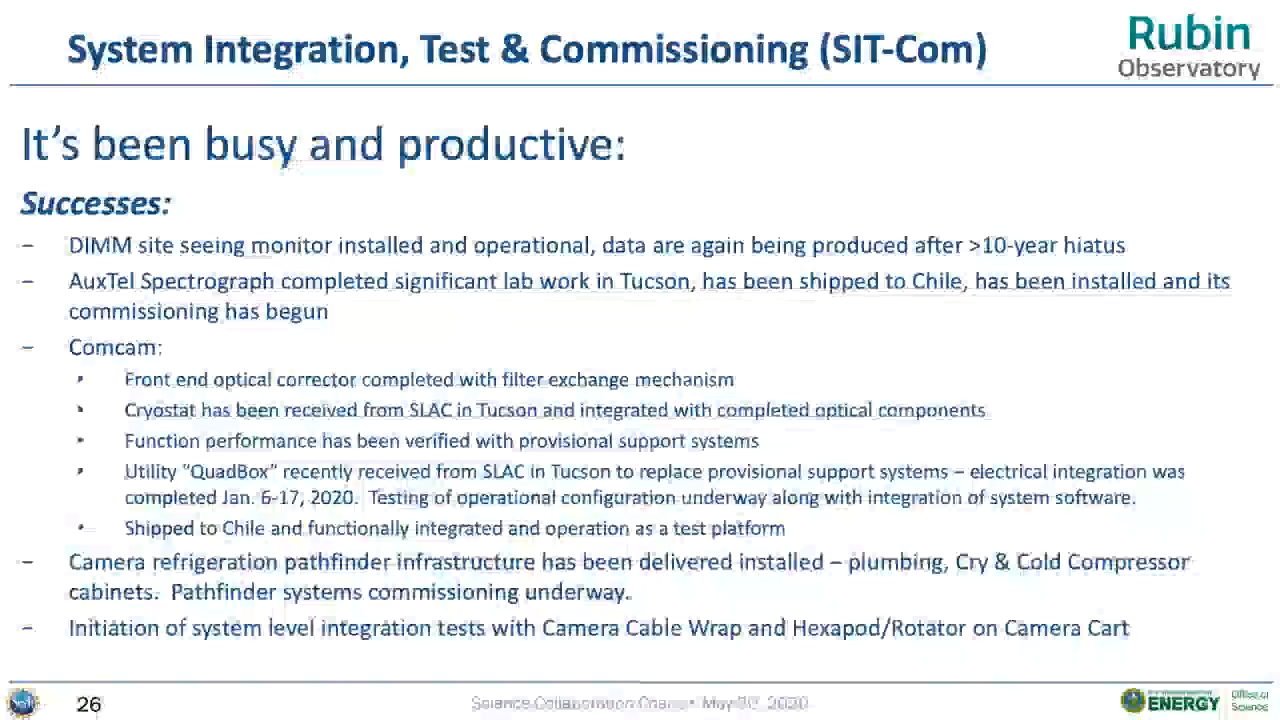 System Integration, Test & Commissioning (SIT-Com)
Rubin
Observatory
It's been busy and productive:
Successes:
– DIMM site seeing monitor installed and operational, data are again being produced after >10-year hiatus
– AuxTel Spectrograph completed significant lab work in Tucson, has been shipped to Chile, has been installed and its
commissioning has begun
– Comcam:
• Front end optical corrector completed with filter exchange mechanism
• Cryostat has been received from SLAC in Tucson and integrated with completed optical components
• Function performance has been verified with provisional support systems
• Utility "QuadBox" recently received from SLAC in Tucson to replace provisional support systems – electrical integration was
completed Jan. 6-17, 2020. Testing of operational configuration underway along with integration of system software.
• Shipped to Chile and functionally integrated and operation as a test platform
– Camera refrigeration pathfinder infrastructure has been delivered installed – plumbing, Cry & Cold Compressor
cabinets. Pathfinder systems commissioning underway.
– Initiation of system level integration tests with Camera Cable Wrap and Hexapod/Rotator on Camera Cart
26
Science Collaboration May 2020
ENERGY
Office of
Science